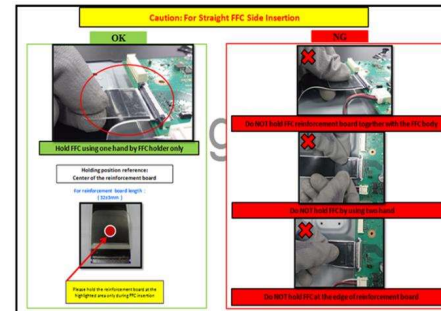 Caution: For Straight FFC Side Insertion
OK
Hold FFC using one hand by FFC holder only
Holding position reference:
Center of the reinforcement board
For reinforcement board length :
Please hold the reinforcement board at the
highlighted area only during FFC insertion
NG
Do NOT hold FFC reinforcement board together with the FFC body
Do NOT hold FFC by using two hand
Do NOT hold FFC at the edge of reinforcement board